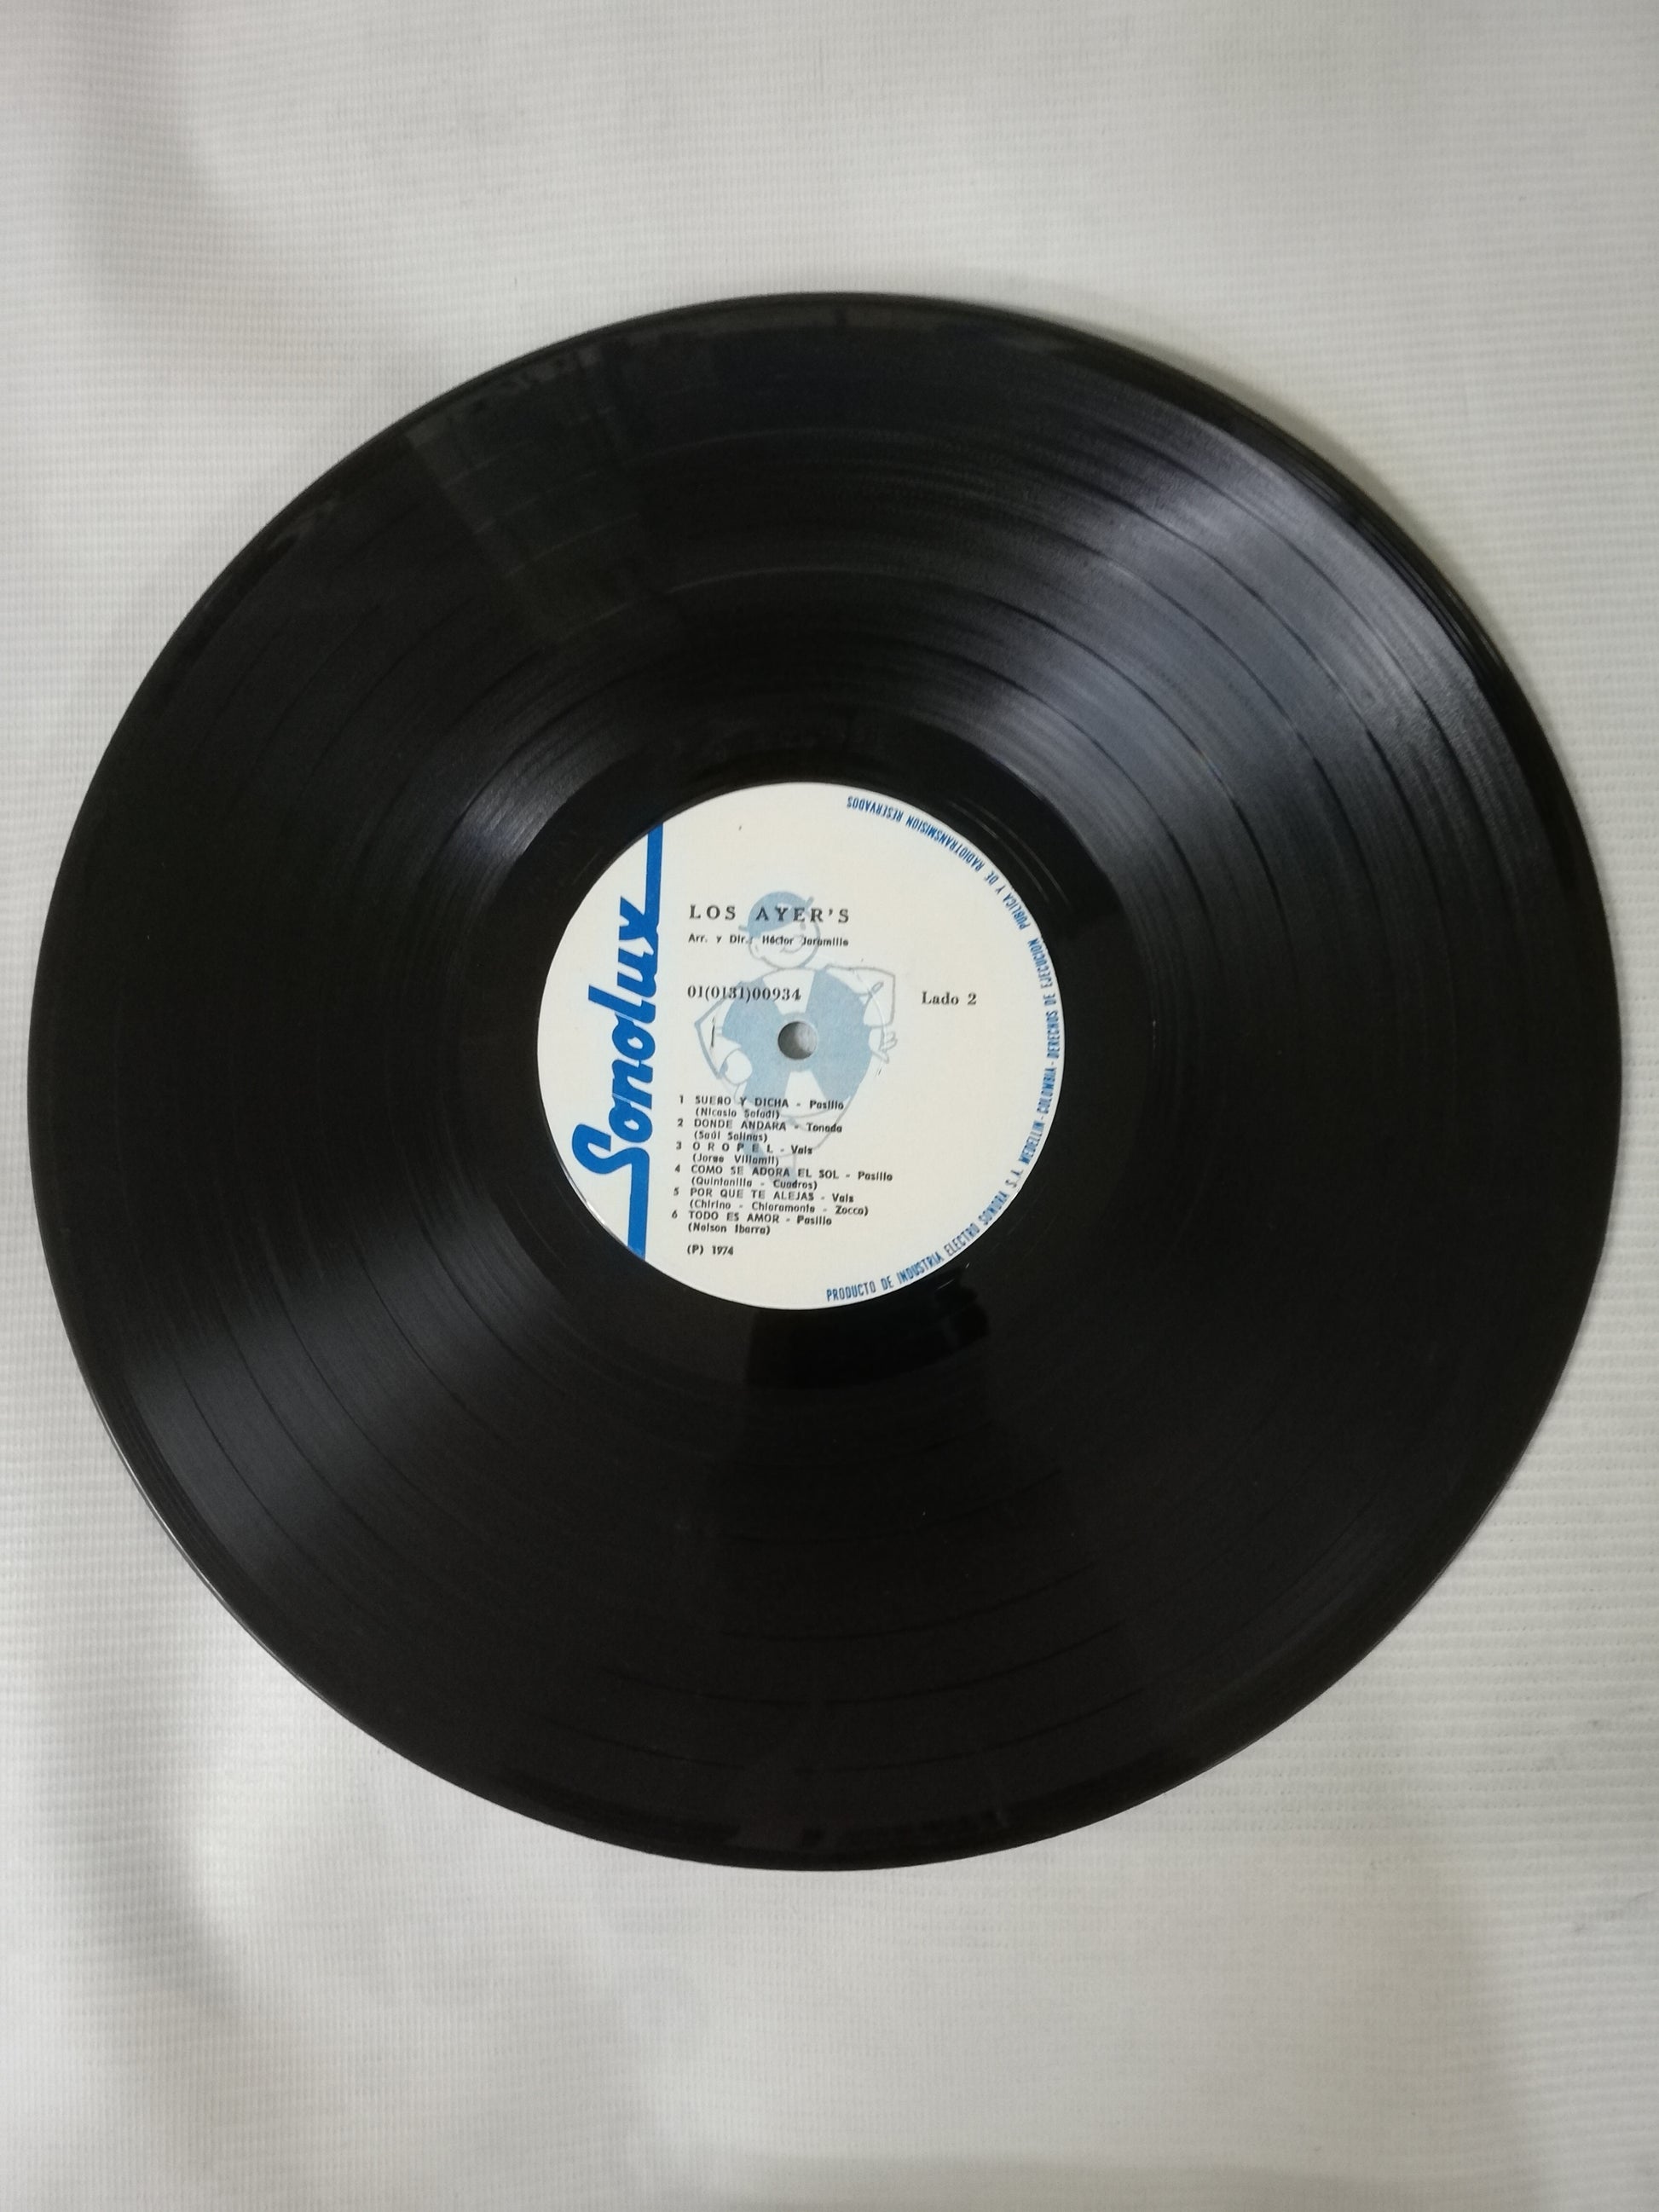 Sonolux
LOS AYER'S
Arr. y Dir.: Héctor Jaramillo
01(0131)00934
Lado 2
1 SUEÑO Y DICHA - Pasillo
(Nicasio Safadi)
2 DONDE ANDARA - Tonada
(Saúl Salinas)
3 O R O P E L - Vals
(Jorge Villamil)
4 COMO SE ADORA EL SOL - Pasillo
(Quintanilla - Cuadros)
5 POR QUE TE ALEJAS - Vals
(Chirino - Chiaramonte - Zocco)
6 TODO ES AMOR - Pasillo
(Nelson Ibarra)
(P) 1974
PRODUCTO DE INDUSTRIA ELECTRO SONORA S.A. MEDELLIN-COLOMBIA-DERECHOS DE EJECUCION PUBLICA Y DE RADIOTRANSMISION RESERVADOS